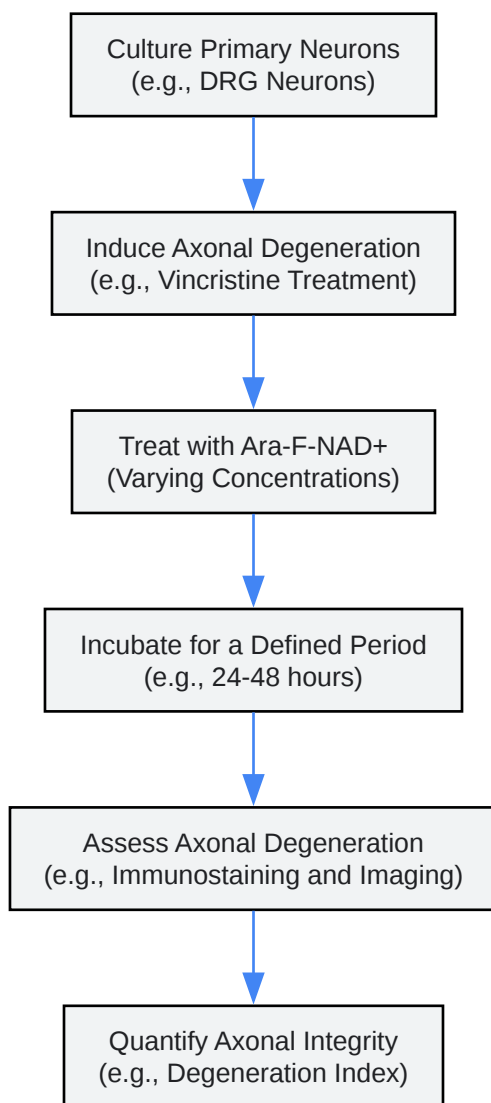 Culture Primary Neurons
(e.g., DRG Neurons)
Induce Axonal Degeneration
(e.g., Vincristine Treatment)
Treat with Ara-F-NAD+
(Varying Concentrations)
Incubate for a Defined Period
(e.g., 24-48 hours)
Assess Axonal Degeneration
(e.g., Immunostaining and Imaging)
Quantify Axonal Integrity
(e.g., Degeneration Index)